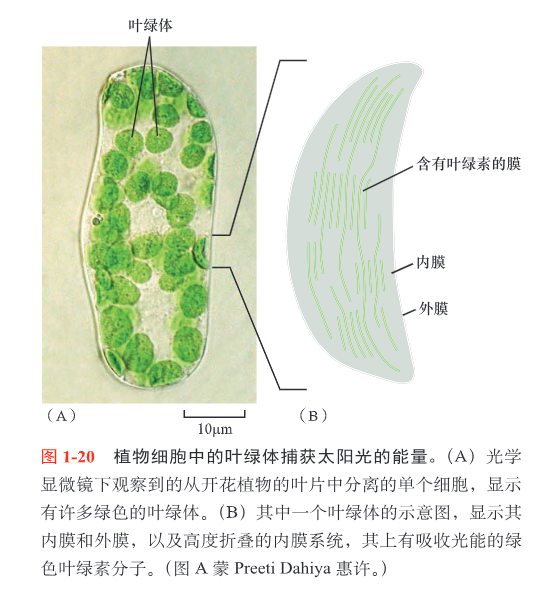 叶绿体
含有叶绿素的膜
内膜
外膜
（A）
10μm
（B）
图 1-20 植物细胞中的叶绿体捕获太阳光的能量。（A）光学
显微镜下观察到的从开花植物的叶片中分离的单个细胞，显示
有许多绿色的叶绿体。（B）其中一个叶绿体的示意图，显示其
内膜和外膜，以及高度折叠的内膜系统，其上有吸收光能的绿
色叶绿素分子。（图 A 蒙 Preeti Dahiya 惠许。）